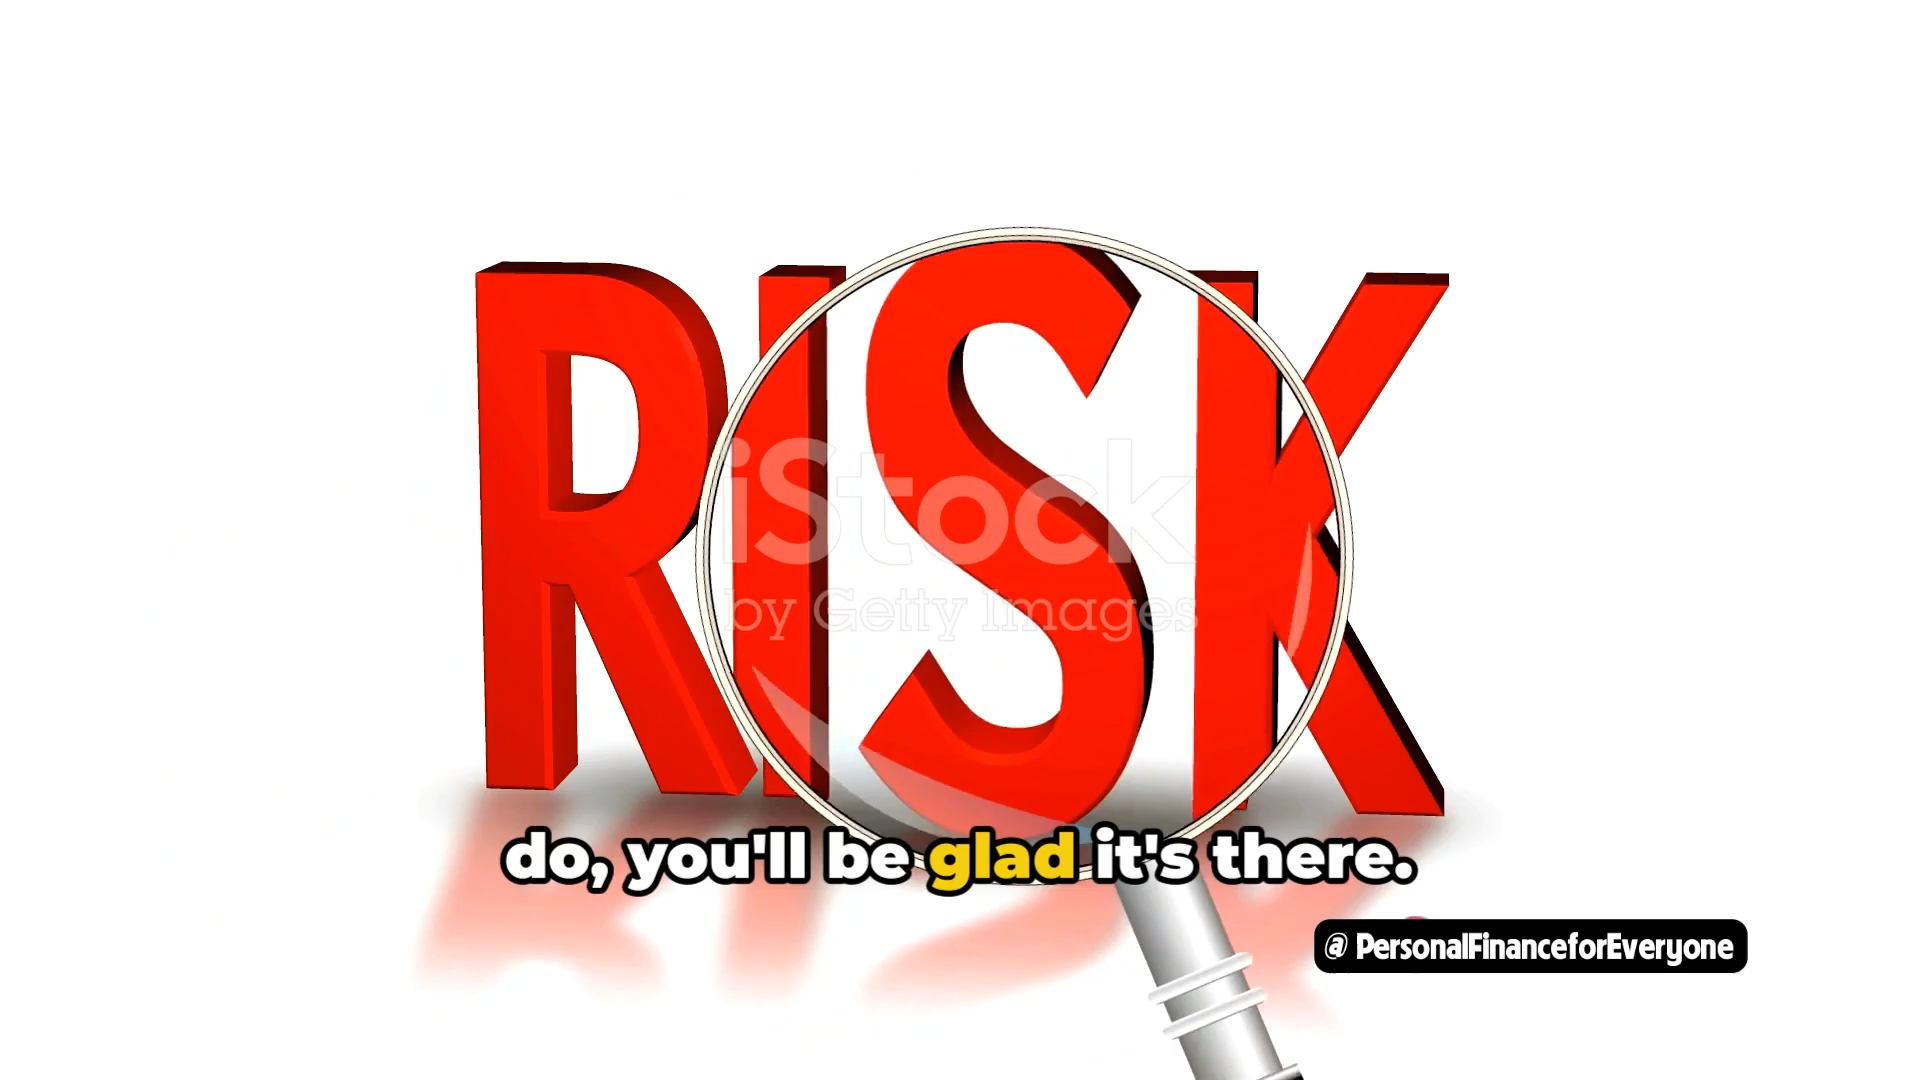 RISK
iStock
by Getty Images
do, you'll be glad it's there.
@ PersonalFinanceforEveryone